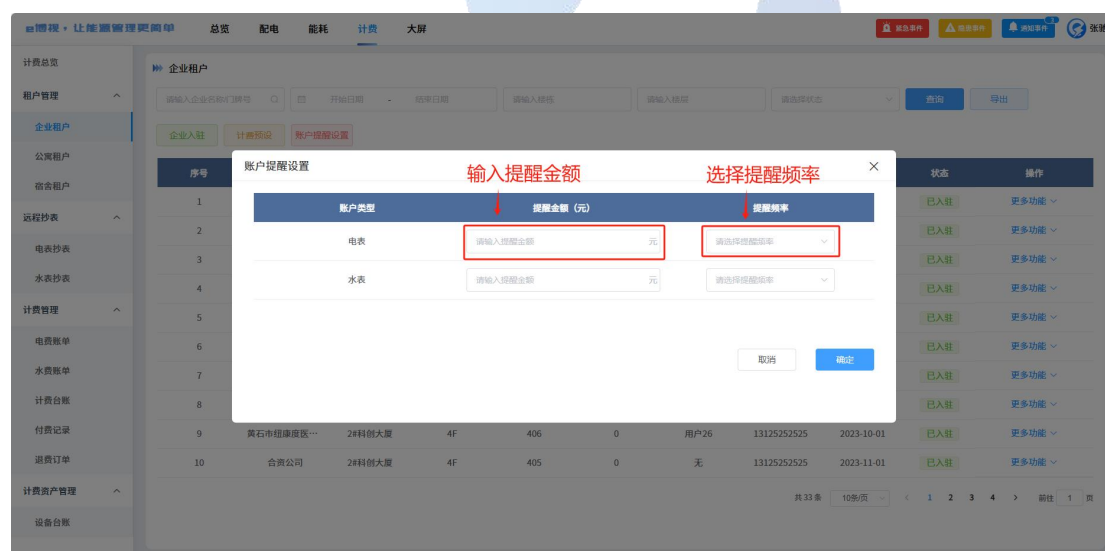 e博视·让能源管理更简单 总览 配电 能耗 计费 大屏 紧急事件 通知事件 3
计费总览
企业租户
租户管理
请输入企业名称/门牌号 开始日期 - 结束日期 请输入楼栋 请输入楼层 请选择状态 查询 导出
企业租户
企业入驻 计费预设 账户提醒设置
公寓租户
宿舍租户
账户提醒设置
输入提醒金额 选择提醒频率
序号 状态 操作
账户类型 提醒金额（元） 提醒频率
1 已入驻 更多功能
远程抄表
2 已入驻 更多功能
电表 请输入提醒金额 元 请选择提醒频率
电表抄表
3 已入驻 更多功能
水表抄表
水表 请输入提醒金额 元 请选择提醒频率
4 已入驻 更多功能
计费管理
5 已入驻 更多功能
电费账单
6 已入驻 更多功能
取消 确定
水费账单
7 已入驻 更多功能
计费台账
8 已入驻 更多功能
付费记录
9 黄石市纽康度医… 2#科创大厦 4F 406 0 用户26 13125252525 2023-10-01 已入驻 更多功能
退费订单
10 合资公司 2#科创大厦 4F 405 0 无 13125252525 2023-11-01 已入驻 更多功能
计费资产管理
共 33 条 10条/页 1 2 3 4 前往 1 页
设备台账